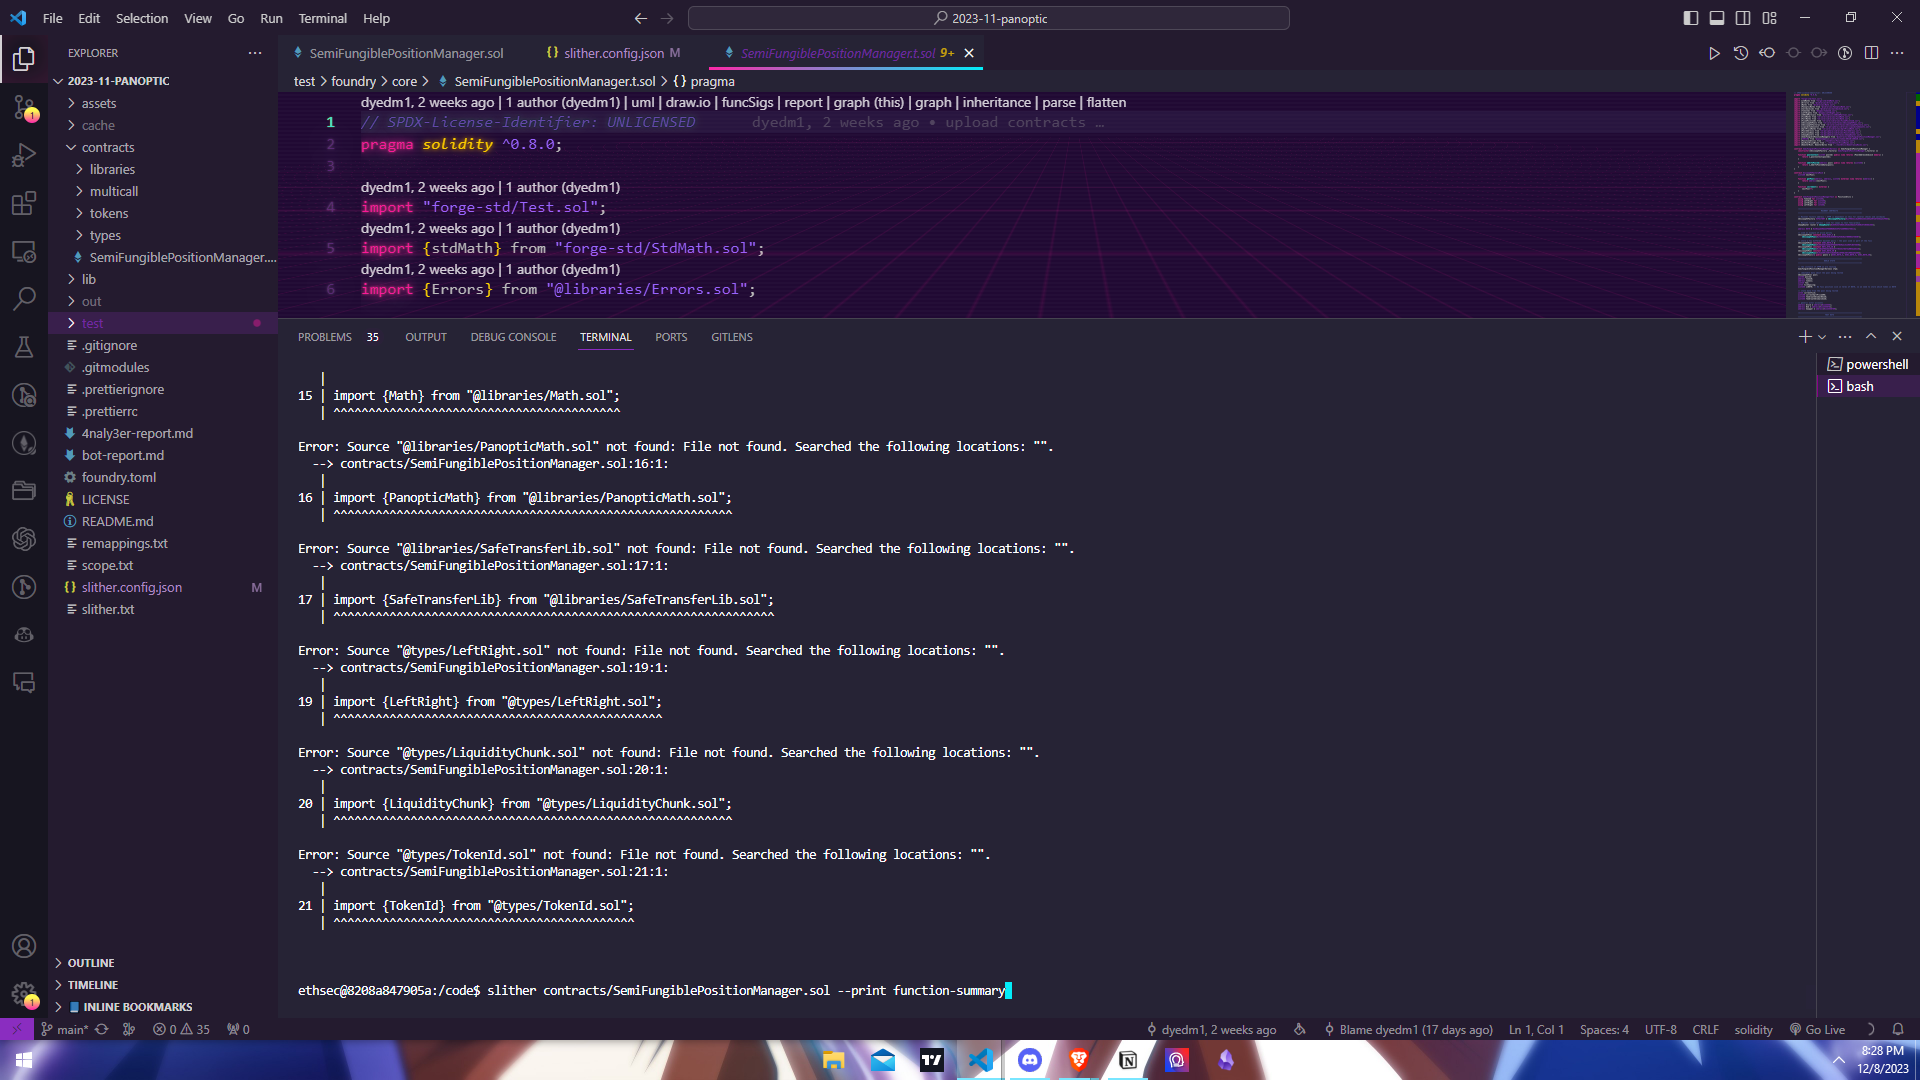 File Edit Selection View Go Run Terminal Help
2023-11-panoptic
EXPLORER
2023-11-PANOPTIC
assets
cache
contracts
libraries
multicall
tokens
types
SemiFungiblePositionManager....
lib
out
test
.gitignore
.gitmodules
.prettierignore
.prettierrc
4naly3er-report.md
bot-report.md
foundry.toml
LICENSE
README.md
remappings.txt
scope.txt
slither.config.json M
slither.txt
OUTLINE
TIMELINE
INLINE BOOKMARKS
SemiFungiblePositionManager.sol
slither.config.json M
SemiFungiblePositionManager.t.sol 9+
test > foundry > core > SemiFungiblePositionManager.t.sol > {} pragma
dyedm1, 2 weeks ago | 1 author (dyedm1) | uml | draw.io | funcSigs | report | graph (this) | graph | inheritance | parse | flatten
1 // SPDX-License-Identifier: UNLICENSED dyedm1, 2 weeks ago • upload contracts …
2 pragma solidity ^0.8.0;
3
dyedm1, 2 weeks ago | 1 author (dyedm1)
4 import "forge-std/Test.sol";
dyedm1, 2 weeks ago | 1 author (dyedm1)
5 import {stdMath} from "forge-std/StdMath.sol";
dyedm1, 2 weeks ago | 1 author (dyedm1)
6 import {Errors} from "@libraries/Errors.sol";
PROBLEMS 35 OUTPUT DEBUG CONSOLE TERMINAL PORTS GITLENS
powershell
bash
|
15 | import {Math} from "@libraries/Math.sol";
| ^^^^^^^^^^^^^^^^^^^^^^^^^^^^^^^^^^^^^^^^^
Error: Source "@libraries/PanopticMath.sol" not found: File not found. Searched the following locations: "".
--> contracts/SemiFungiblePositionManager.sol:16:1:
|
16 | import {PanopticMath} from "@libraries/PanopticMath.sol";
| ^^^^^^^^^^^^^^^^^^^^^^^^^^^^^^^^^^^^^^^^^^^^^^^^^^^^^^^^^
Error: Source "@libraries/SafeTransferLib.sol" not found: File not found. Searched the following locations: "".
--> contracts/SemiFungiblePositionManager.sol:17:1:
|
17 | import {SafeTransferLib} from "@libraries/SafeTransferLib.sol";
| ^^^^^^^^^^^^^^^^^^^^^^^^^^^^^^^^^^^^^^^^^^^^^^^^^^^^^^^^^^^^^^^
Error: Source "@types/LeftRight.sol" not found: File not found. Searched the following locations: "".
--> contracts/SemiFungiblePositionManager.sol:19:1:
|
19 | import {LeftRight} from "@types/LeftRight.sol";
| ^^^^^^^^^^^^^^^^^^^^^^^^^^^^^^^^^^^^^^^^^^^^^^^
Error: Source "@types/LiquidityChunk.sol" not found: File not found. Searched the following locations: "".
--> contracts/SemiFungiblePositionManager.sol:20:1:
|
20 | import {LiquidityChunk} from "@types/LiquidityChunk.sol";
| ^^^^^^^^^^^^^^^^^^^^^^^^^^^^^^^^^^^^^^^^^^^^^^^^^^^^^^^^^
Error: Source "@types/TokenId.sol" not found: File not found. Searched the following locations: "".
--> contracts/SemiFungiblePositionManager.sol:21:1:
|
21 | import {TokenId} from "@types/TokenId.sol";
| ^^^^^^^^^^^^^^^^^^^^^^^^^^^^^^^^^^^^^^^^^^^
ethsec@8208a847905a:/code$ slither contracts/SemiFungiblePositionManager.sol --print function-summary
main* 0 35 0 dyedm1, 2 weeks ago Blame dyedm1 (17 days ago) Ln 1, Col 1 Spaces: 4 UTF-8 CRLF solidity Go Live
8:28 PM
12/8/2023